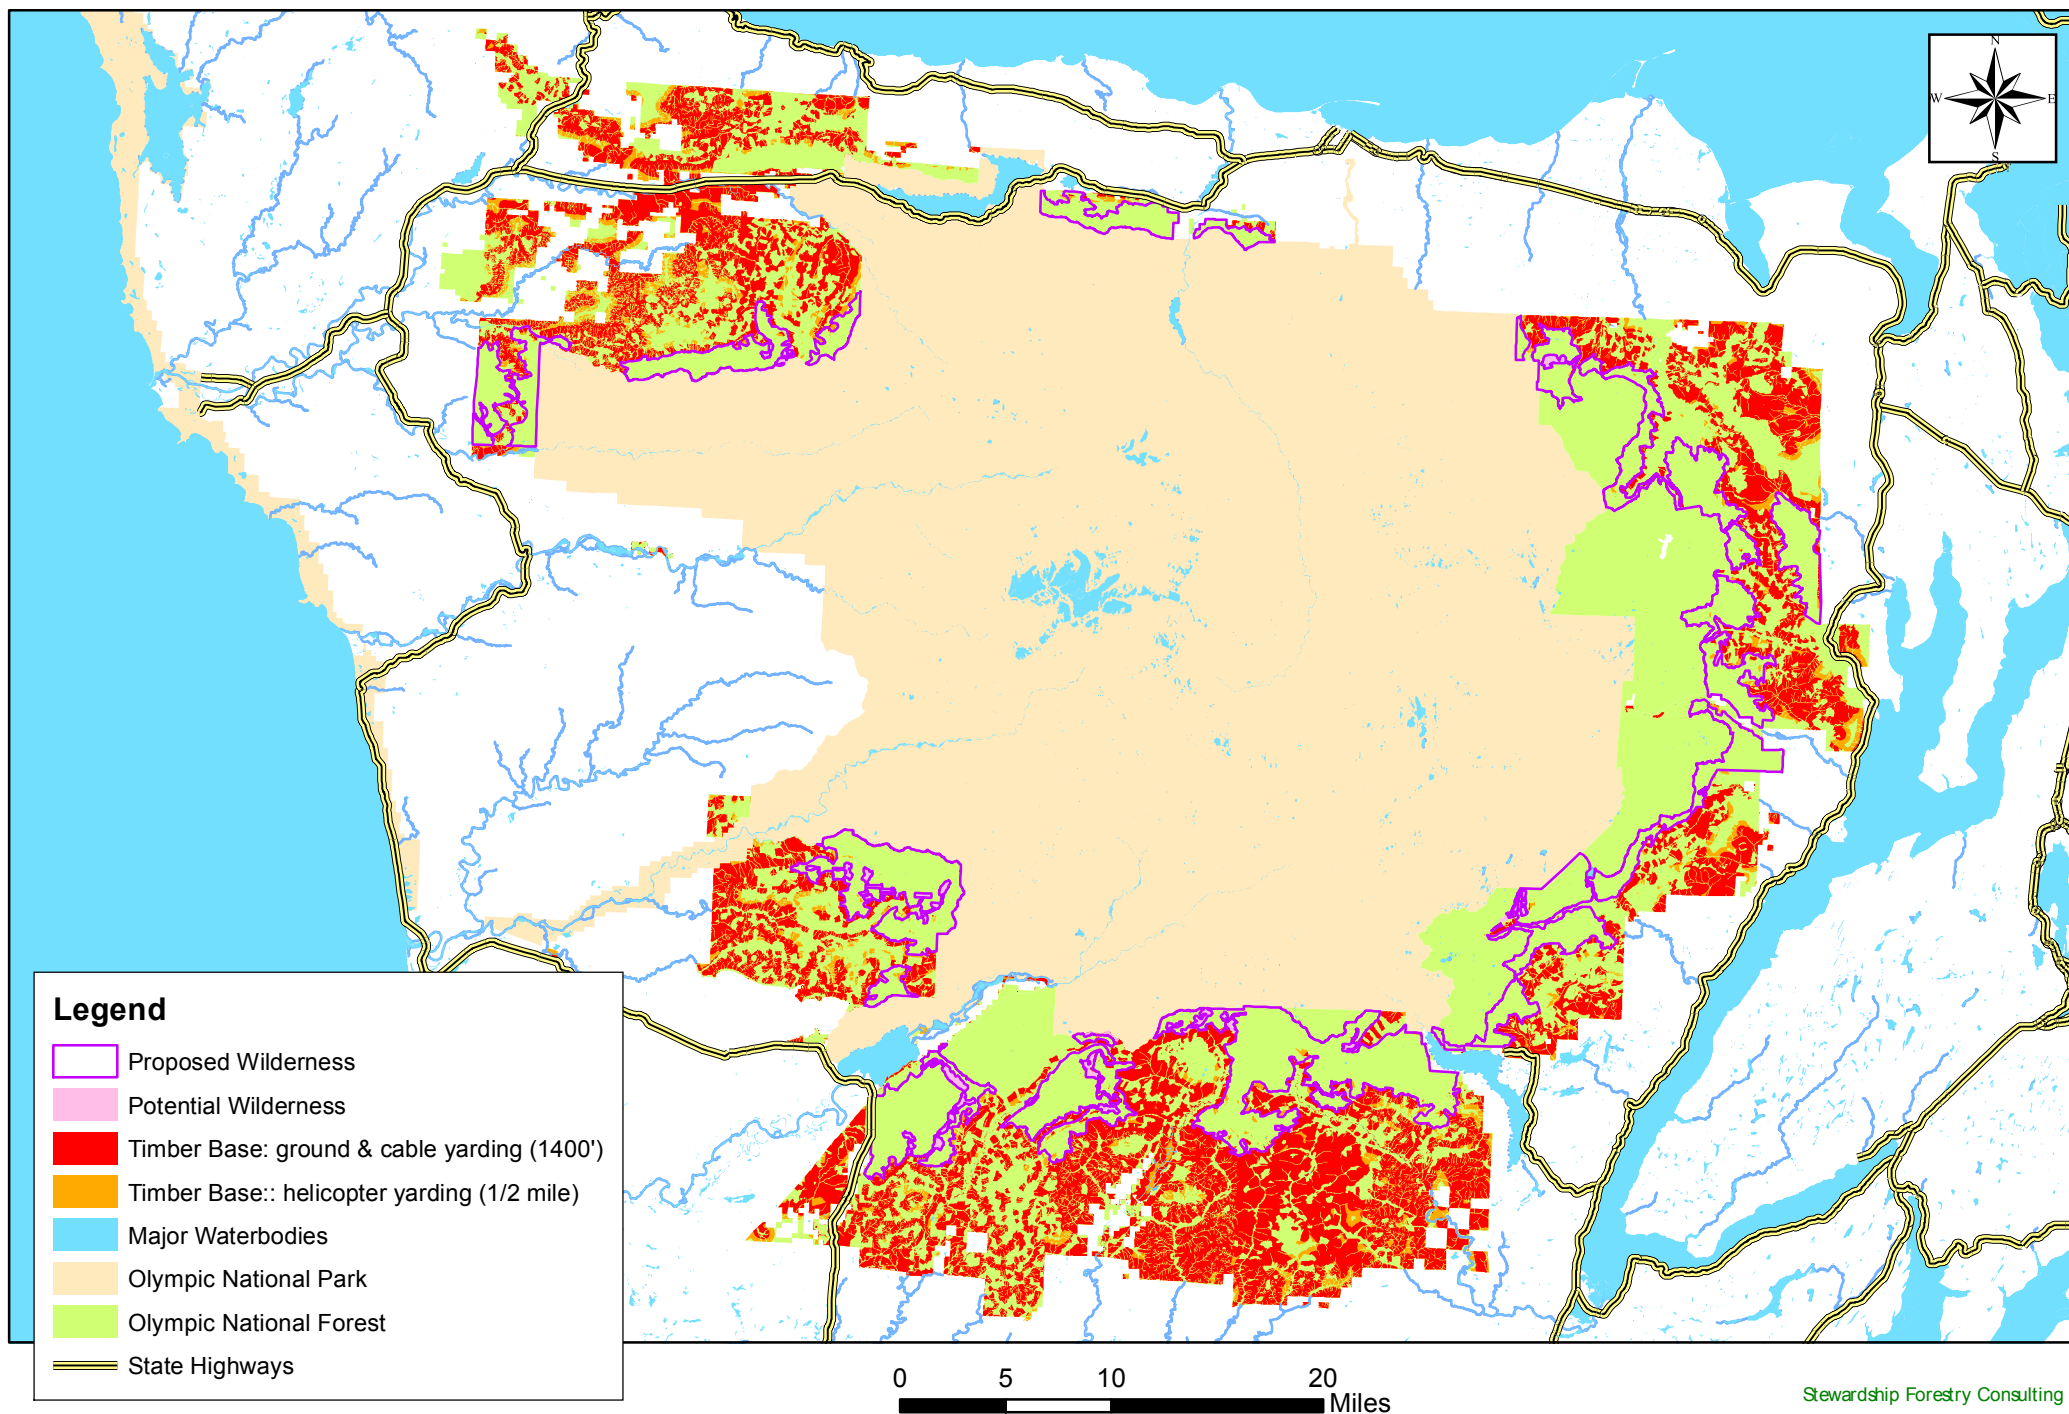 N
W
E
S
Legend
Proposed Wilderness
Potential Wilderness
Timber Base: ground & cable yarding (1400')
Timber Base:: helicopter yarding (1/2 mile)
Major Waterbodies
Olympic National Park
Olympic National Forest
State Highways
0 5 10 20
Miles
Stewardship Forestry Consulting